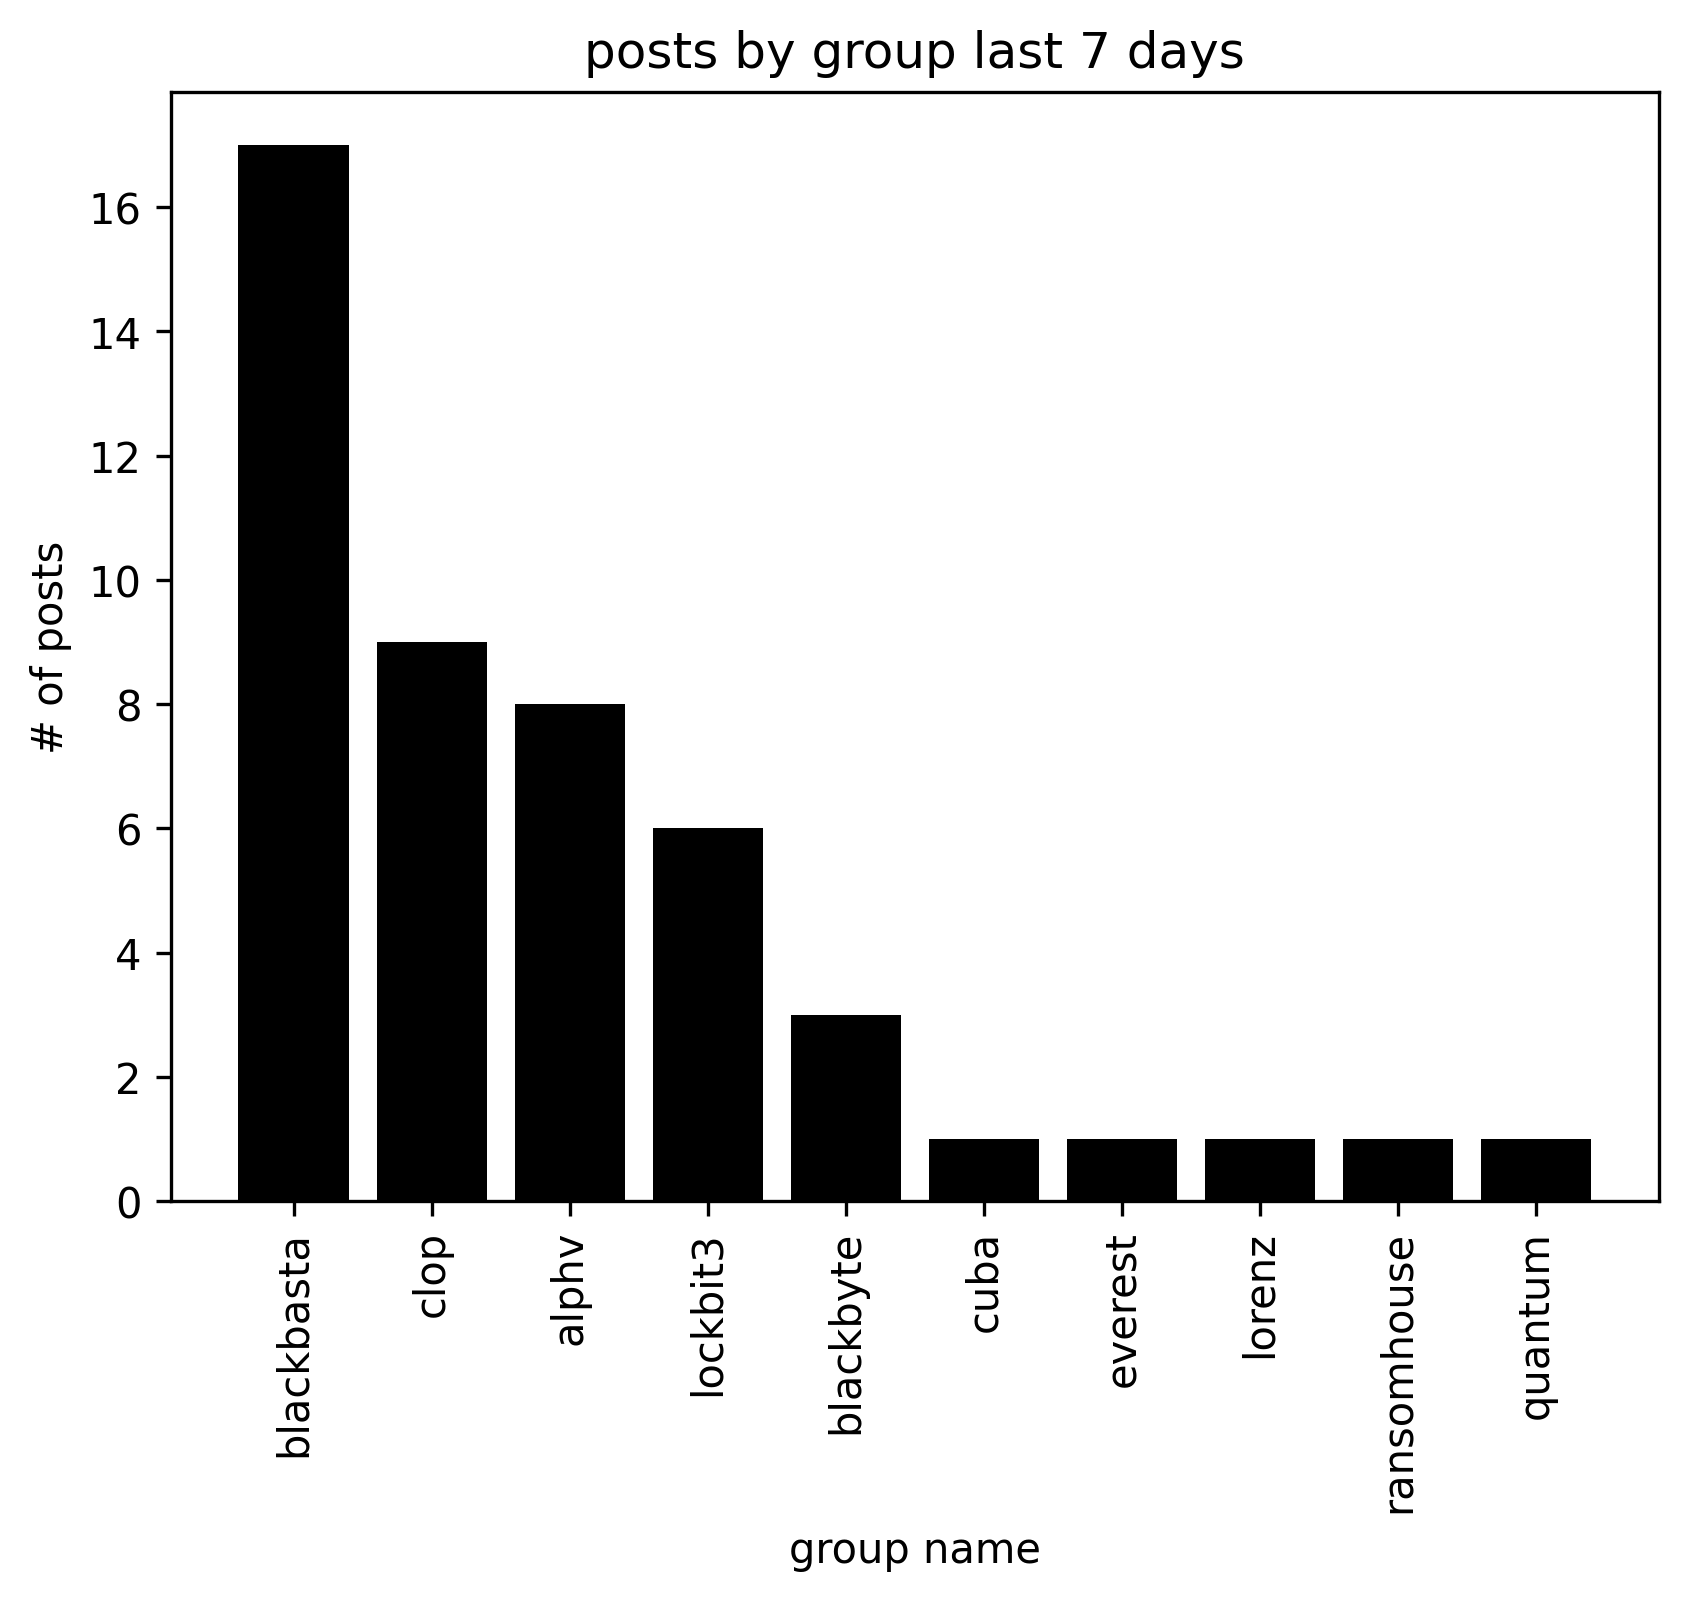 posts by group last 7 days
# of posts
16
14
12
10
8
6
4
2
0
blackbasta
clop
alphv
lockbit3
blackbyte
cuba
everest
lorenz
ransomhouse
quantum
group name